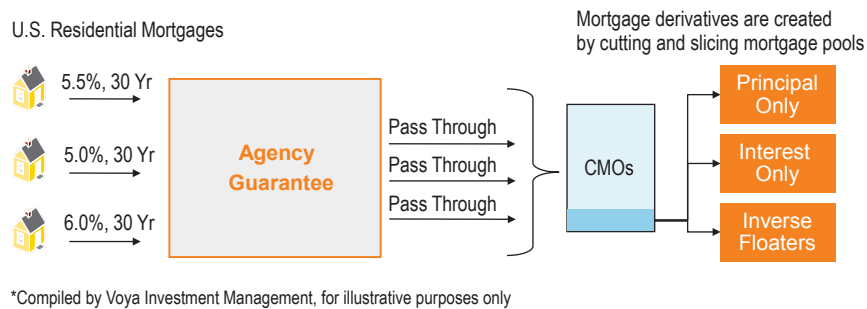 U.S. Residential Mortgages
Mortgage derivatives are created
by cutting and slicing mortgage pools
5.5%, 30 Yr
5.0%, 30 Yr
6.0%, 30 Yr
Agency
Guarantee
Pass Through
Pass Through
Pass Through
CMOs
Principal
Only
Interest
Only
Inverse
Floaters
*Compiled by Voya Investment Management, for illustrative purposes only